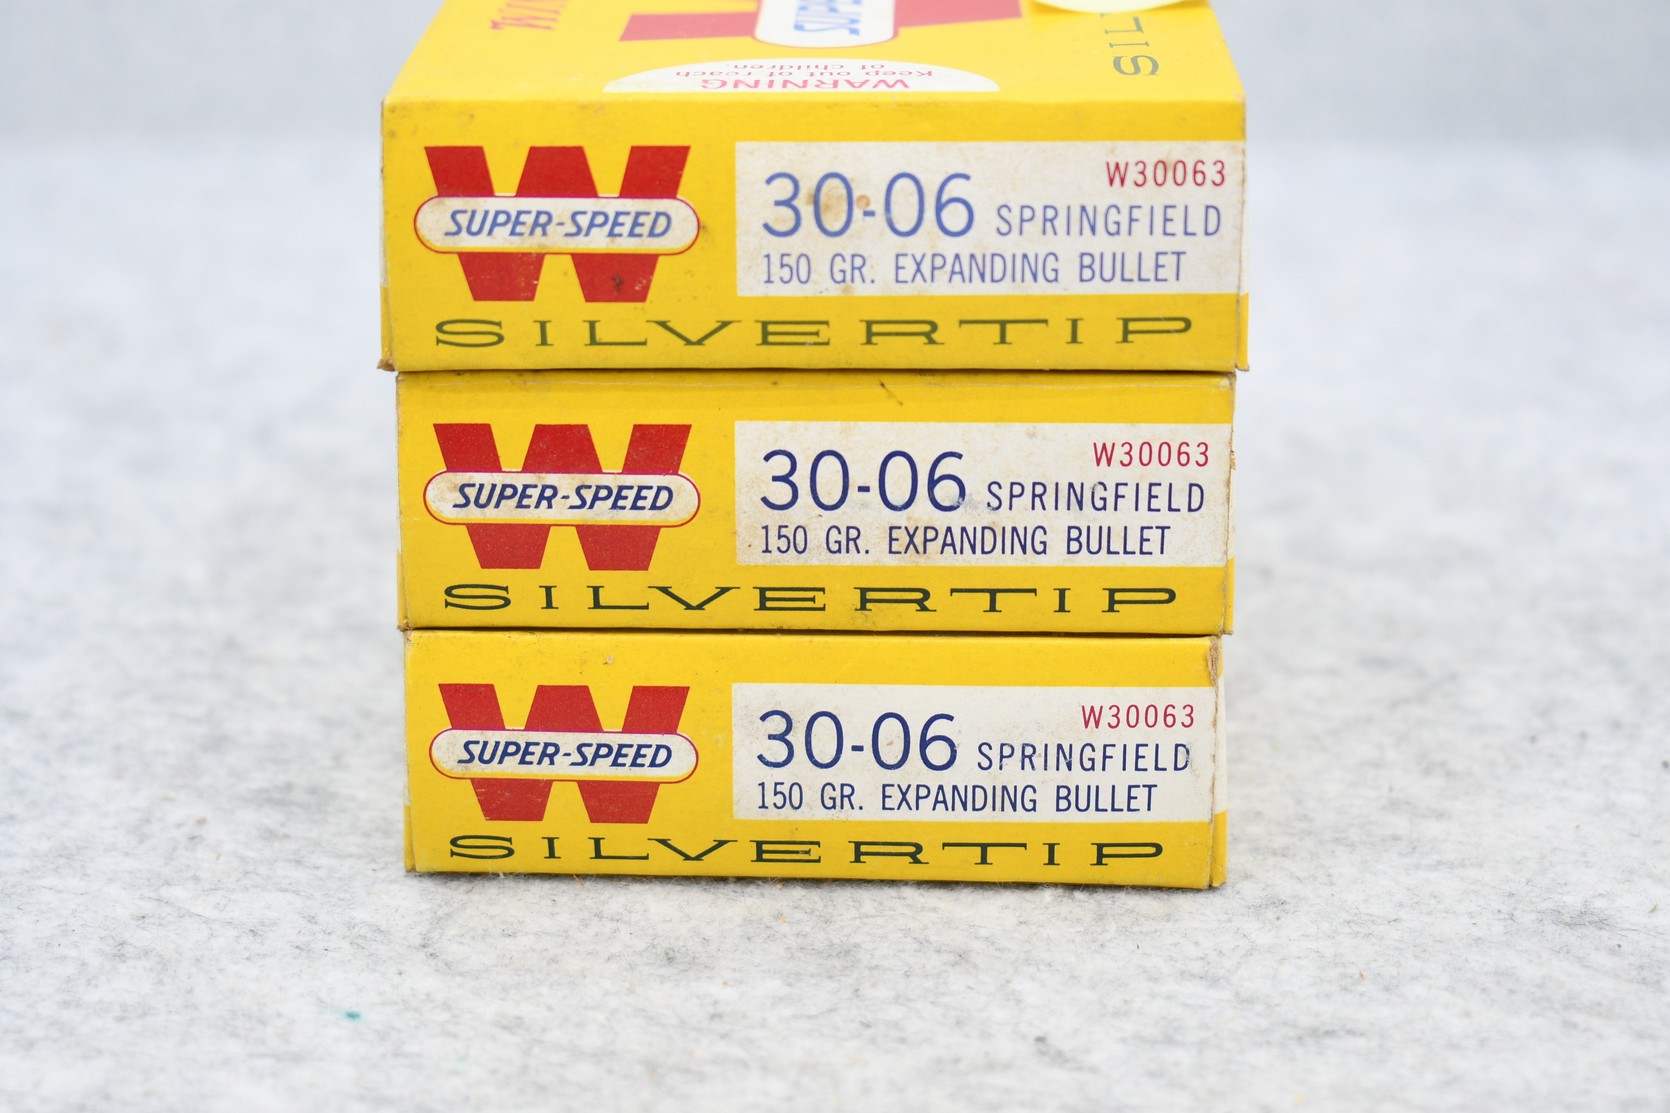 WARNING
Keep out of reach
of children.
W
SUPER-SPEED
W30063
30-06 SPRINGFIELD
150 GR. EXPANDING BULLET
SILVERTIP
W
SUPER-SPEED
W30063
30-06 SPRINGFIELD
150 GR. EXPANDING BULLET
SILVERTIP
W
SUPER-SPEED
W30063
30-06 SPRINGFIELD
150 GR. EXPANDING BULLET
SILVERTIP